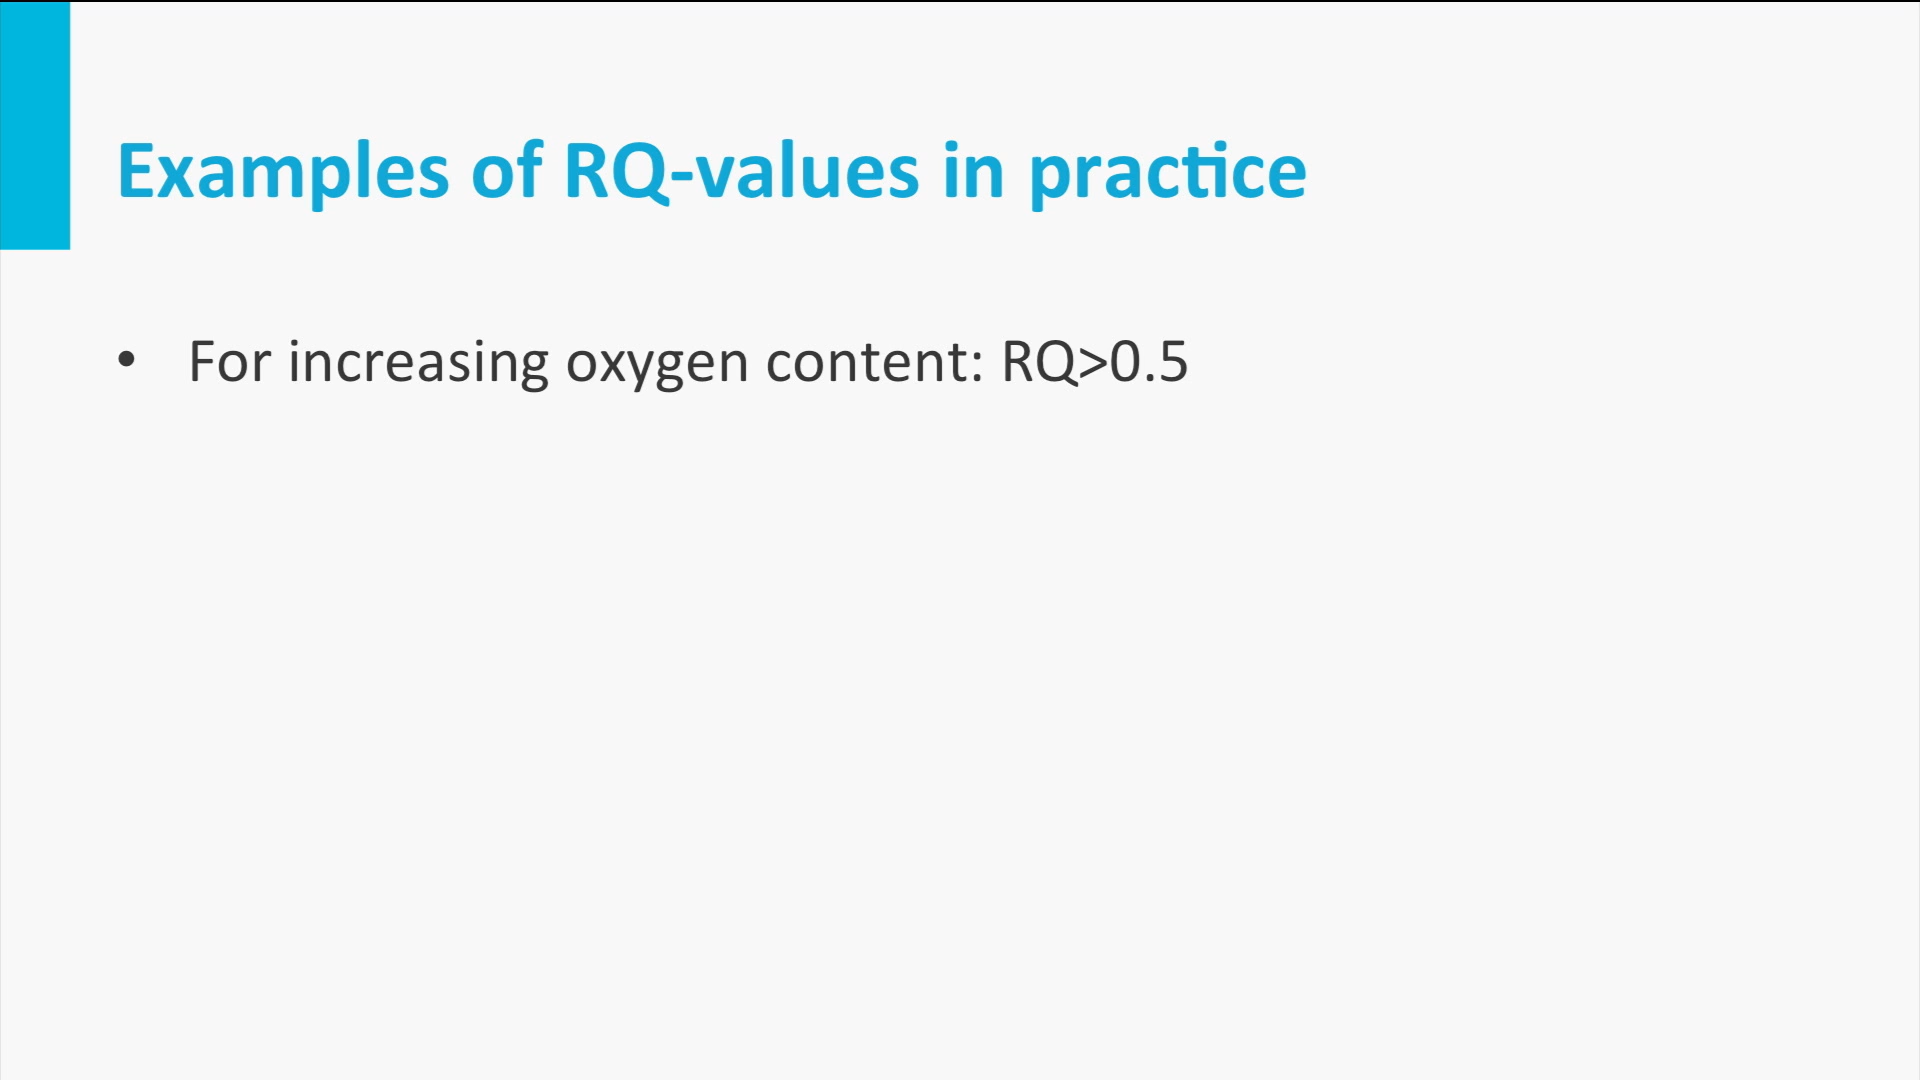 Examples of RQ-values in practice
• For increasing oxygen content: RQ>0.5